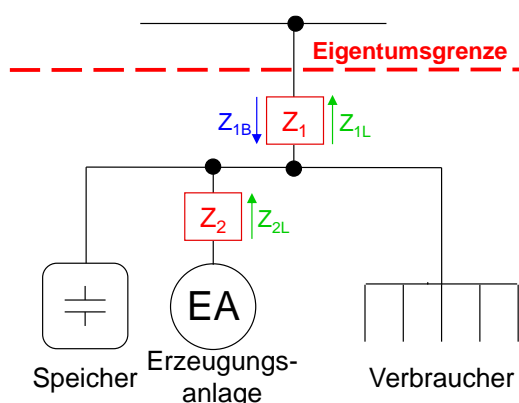 Eigentumsgrenze
Z1B Z1 Z1L
Z2 Z2L
EA
Speicher
Erzeugungs-
anlage
Verbraucher